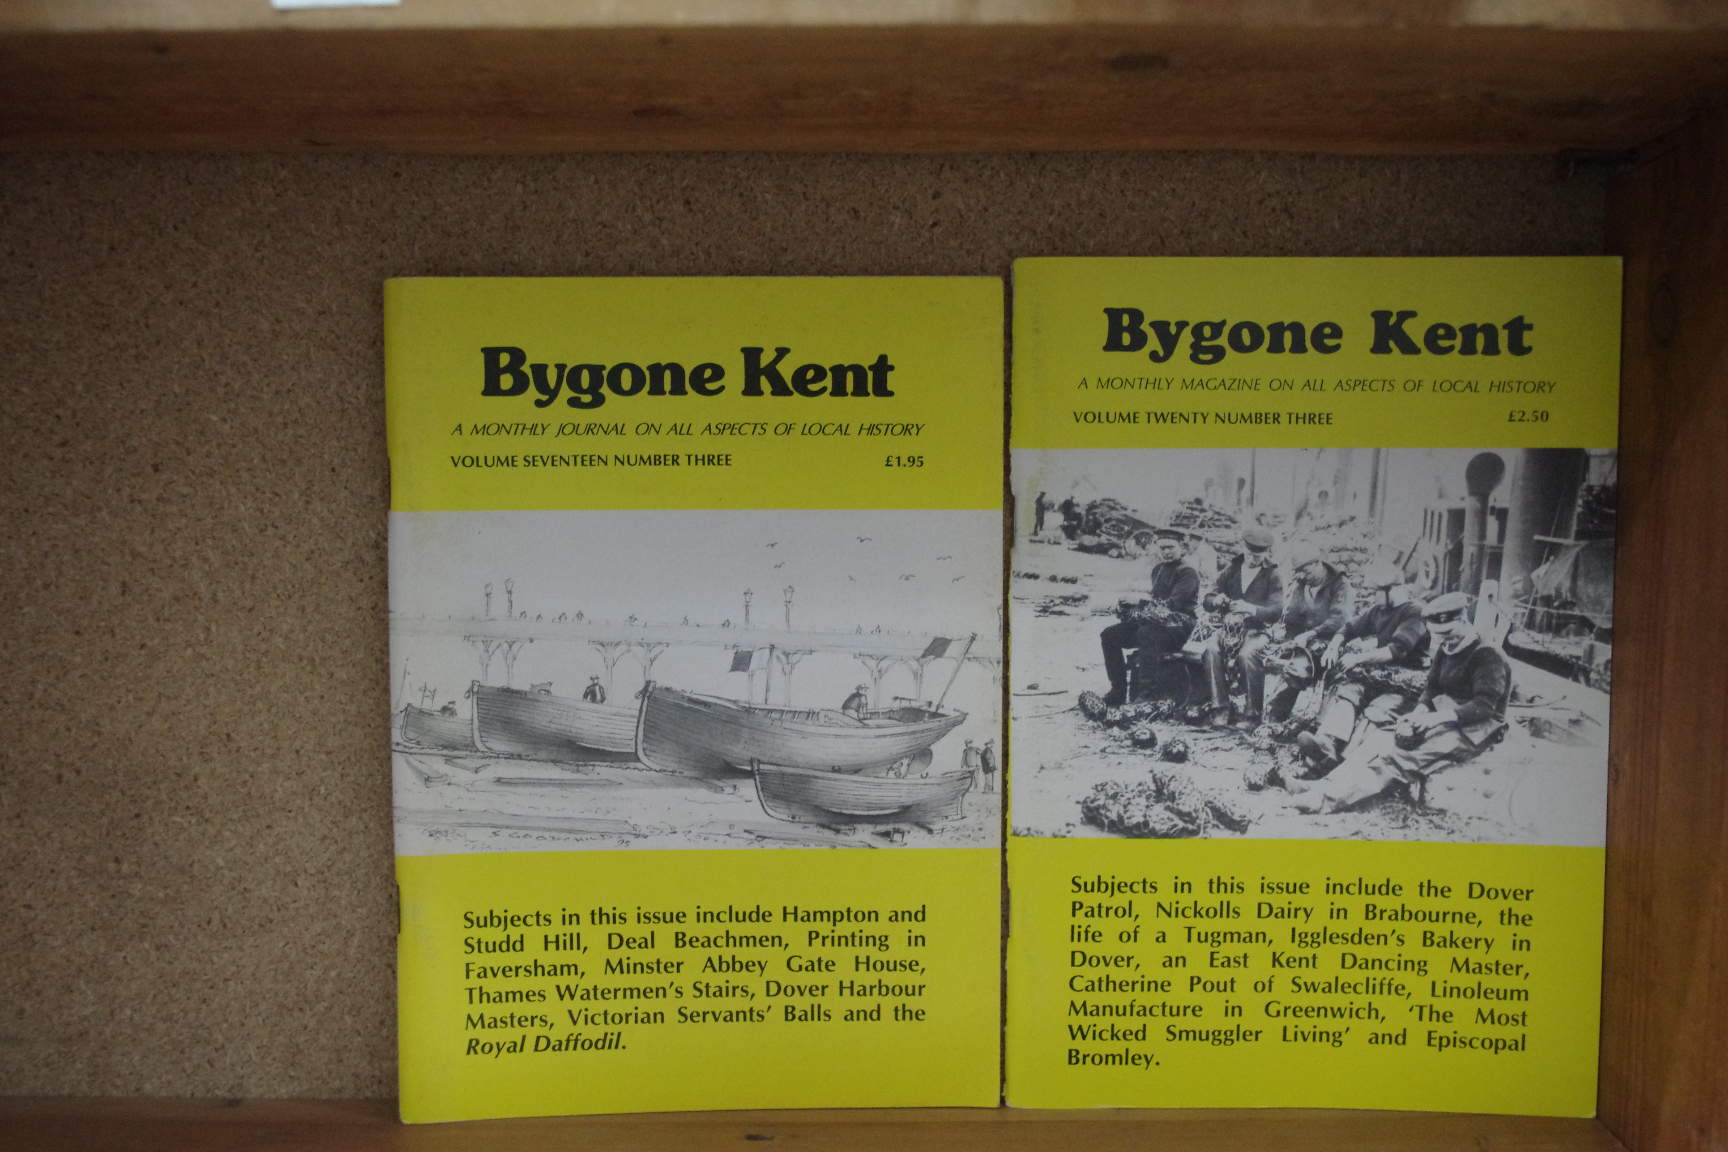 Bygone Kent
A MONTHLY JOURNAL ON ALL ASPECTS OF LOCAL HISTORY
VOLUME SEVENTEEN NUMBER THREE £1.95
Subjects in this issue include Hampton and
Studd Hill, Deal Beachmen, Printing in
Faversham, Minster Abbey Gate House,
Thames Watermen's Stairs, Dover Harbour
Masters, Victorian Servants' Balls and the
Royal Daffodil.
Bygone Kent
A MONTHLY MAGAZINE ON ALL ASPECTS OF LOCAL HISTORY
VOLUME TWENTY NUMBER THREE £2.50
Subjects in this issue include the Dover
Patrol, Nickolls Dairy in Brabourne, the
life of a Tugman, Igglesden's Bakery in
Dover, an East Kent Dancing Master,
Catherine Pout of Swalecliffe, Linoleum
Manufacture in Greenwich, 'The Most
Wicked Smuggler Living' and Episcopal
Bromley.